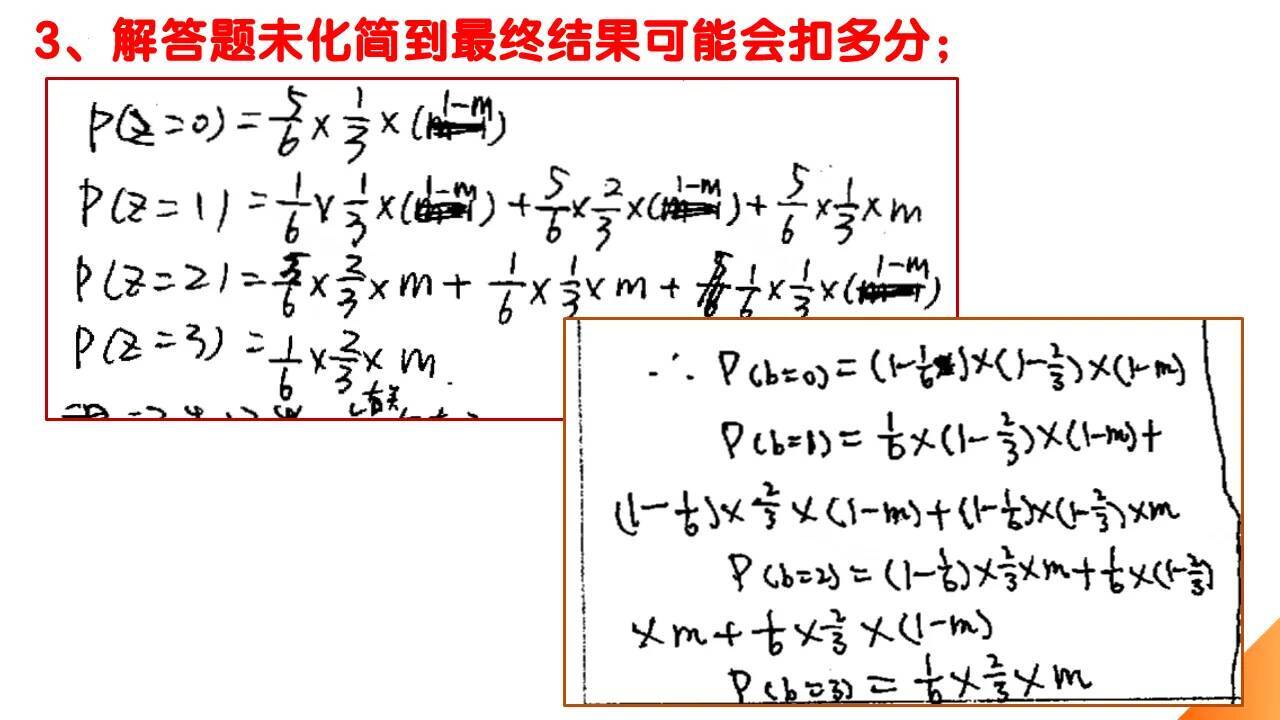 3、解答题未化简到最终结果可能会扣多分；
P(z=0) = 5/6 × 1/3 × (1-m)
P(z=1) = 1/6 × 1/3 × (1-m) + 5/6 × 2/3 × (1-m) + 5/6 × 1/3 × m
P(z=2) = 5/6 × 2/3 × m + 1/6 × 1/3 × m + 1/6 × 1/3 × (1-m)
P(z=3) = 1/6 × 2/3 × m
∴ P(b=0) = (1-1/6)×(1-2/3)×(1-m)
P(b=1) = 1/6×(1-2/3)×(1-m)+
(1-1/6)×2/3×(1-m)+(1-1/6)×(1-2/3)×m
P(b=2) = (1-1/6)×2/3×m+1/6×(1-2/3)
×m+1/6×2/3×(1-m)
P(b=3) = 1/6×2/3×m